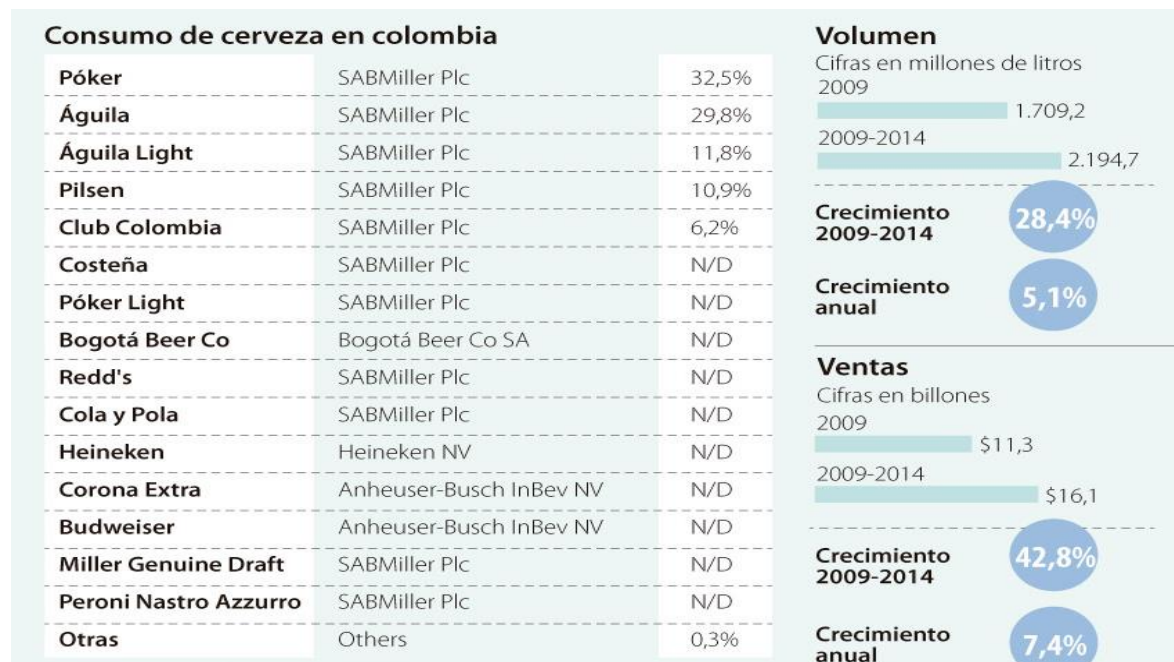 Consumo de cerveza en colombia
Póker SABMiller Plc 32,5%
Águila SABMiller Plc 29,8%
Águila Light SABMiller Plc 11,8%
Pilsen SABMiller Plc 10,9%
Club Colombia SABMiller Plc 6,2%
Costeña SABMiller Plc N/D
Póker Light SABMiller Plc N/D
Bogotá Beer Co Bogotá Beer Co SA N/D
Redd's SABMiller Plc N/D
Cola y Pola SABMiller Plc N/D
Heineken Heineken NV N/D
Corona Extra Anheuser-Busch InBev NV N/D
Budweiser Anheuser-Busch InBev NV N/D
Miller Genuine Draft SABMiller Plc N/D
Peroni Nastro Azzurro SABMiller Plc N/D
Otras Others 0,3%
Volumen
Cifras en millones de litros
2009
1.709,2
2009-2014
2.194,7
Crecimiento
2009-2014
28,4%
Crecimiento
anual
5,1%
Ventas
Cifras en billones
2009
$11,3
2009-2014
$16,1
Crecimiento
2009-2014
42,8%
Crecimiento
anual
7,4%